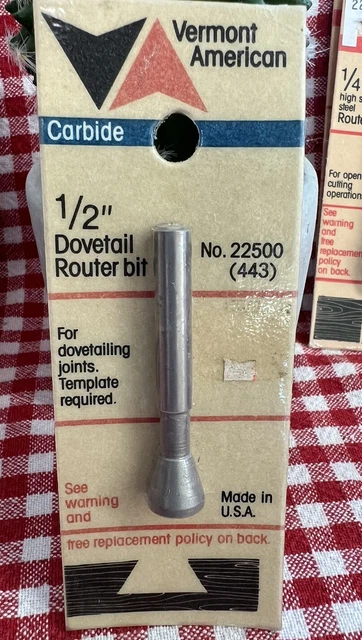 Vermont
American
Carbide
1/2"
Dovetail
Router bit
No. 22500
(443)
For
dovetailing
joints.
Template
required.
See
warning
and
free replacement policy on back.
Made in
U.S.A.
22
1/4
high s
steel
Route
For open
cutting
operation
See
warning
and
free
replacemen
policy
on back.